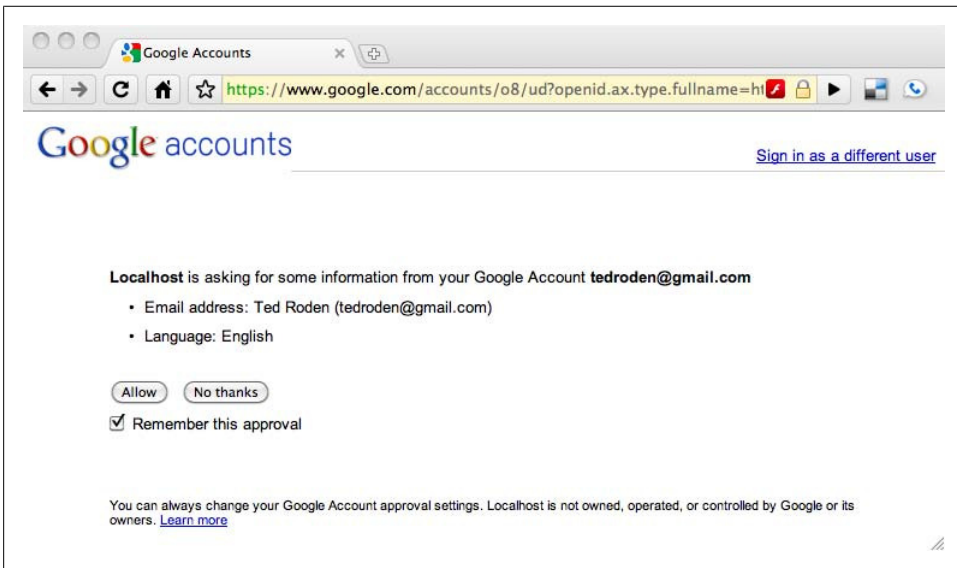 Google Accounts
https://www.google.com/accounts/o8/ud?openid.ax.type.fullname=ht
Google accounts
Sign in as a different user
Localhost is asking for some information from your Google Account tedroden@gmail.com
• Email address: Ted Roden (tedroden@gmail.com)
• Language: English
Allow No thanks
Remember this approval
You can always change your Google Account approval settings. Localhost is not owned, operated, or controlled by Google or its
owners. Learn more